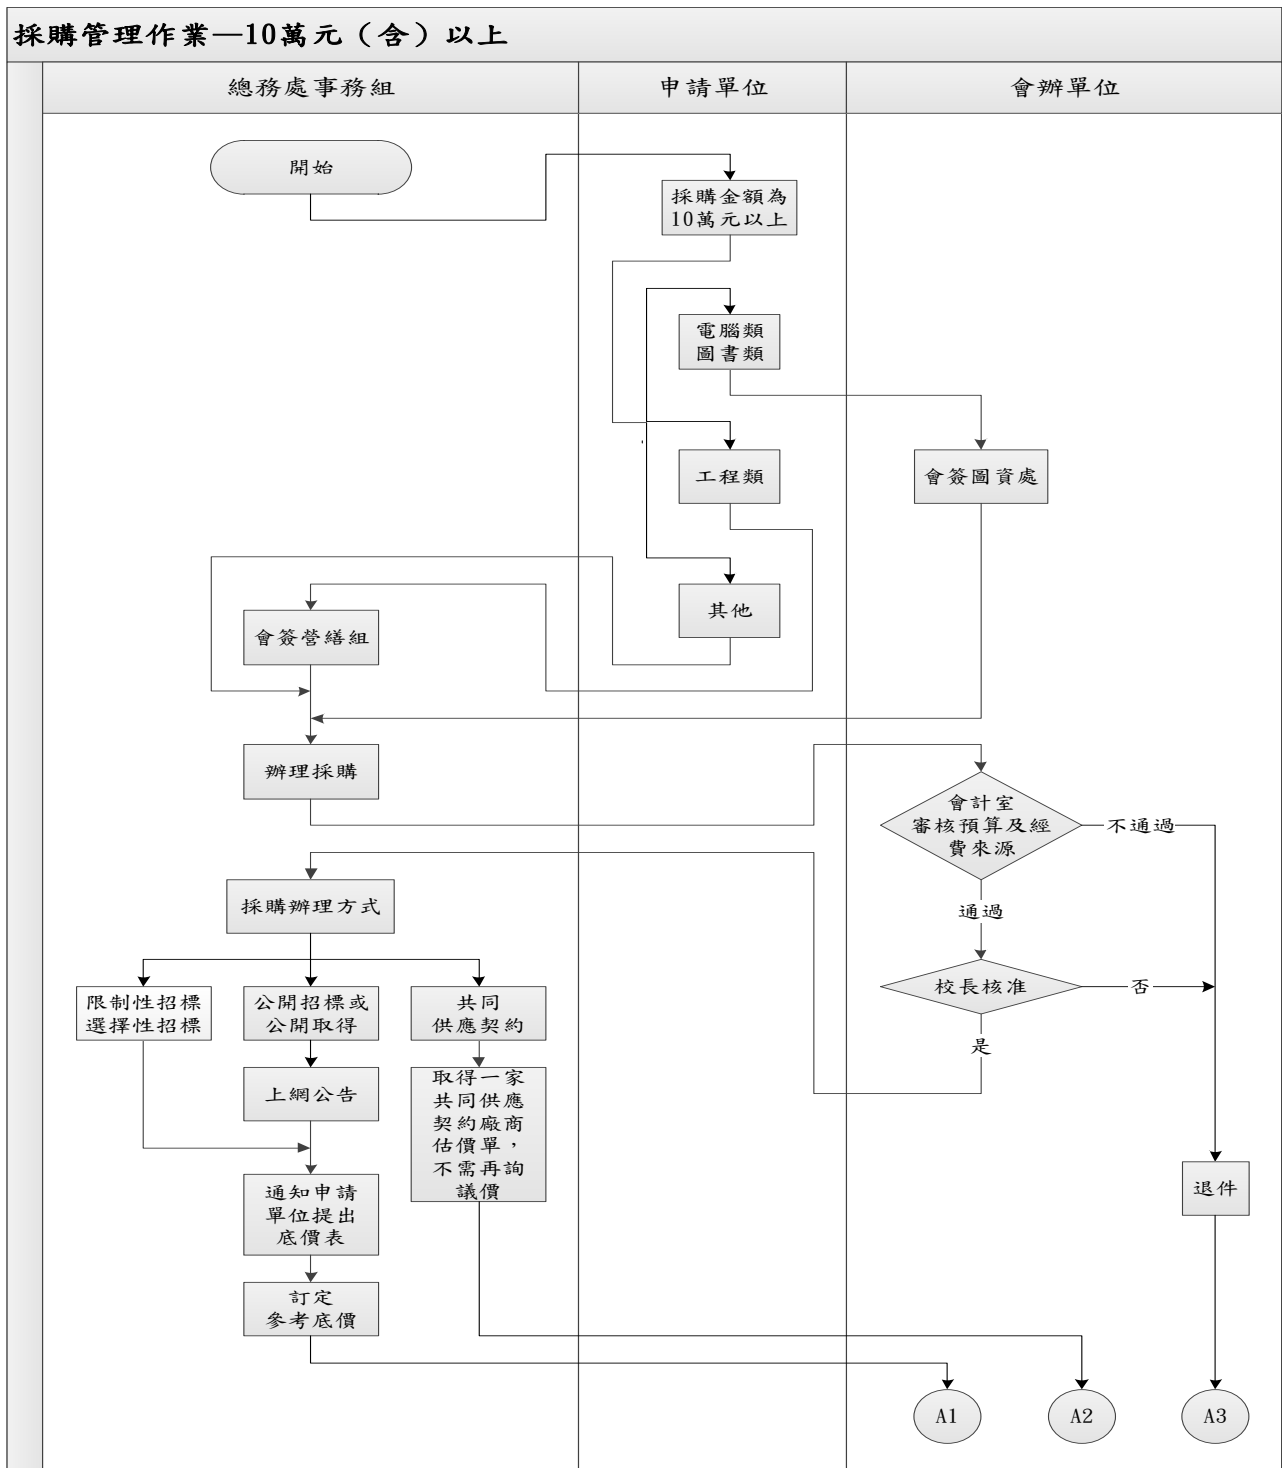 採購管理作業—10萬元（含）以上
總務處事務組
申請單位
會辦單位
開始
採購金額為
10萬元以上
電腦類
圖書類
工程類
會簽圖資處
其他
會簽營繕組
辦理採購
會計室
審核預算及經
費來源
不通過
通過
採購辦理方式
校長核准
否
是
限制性招標
選擇性招標
公開招標或
公開取得
共同
供應契約
上網公告
取得一家
共同供應
契約廠商
估價單，
不需再詢
議價
通知申請
單位提出
底價表
退件
訂定
參考底價
A1
A2
A3